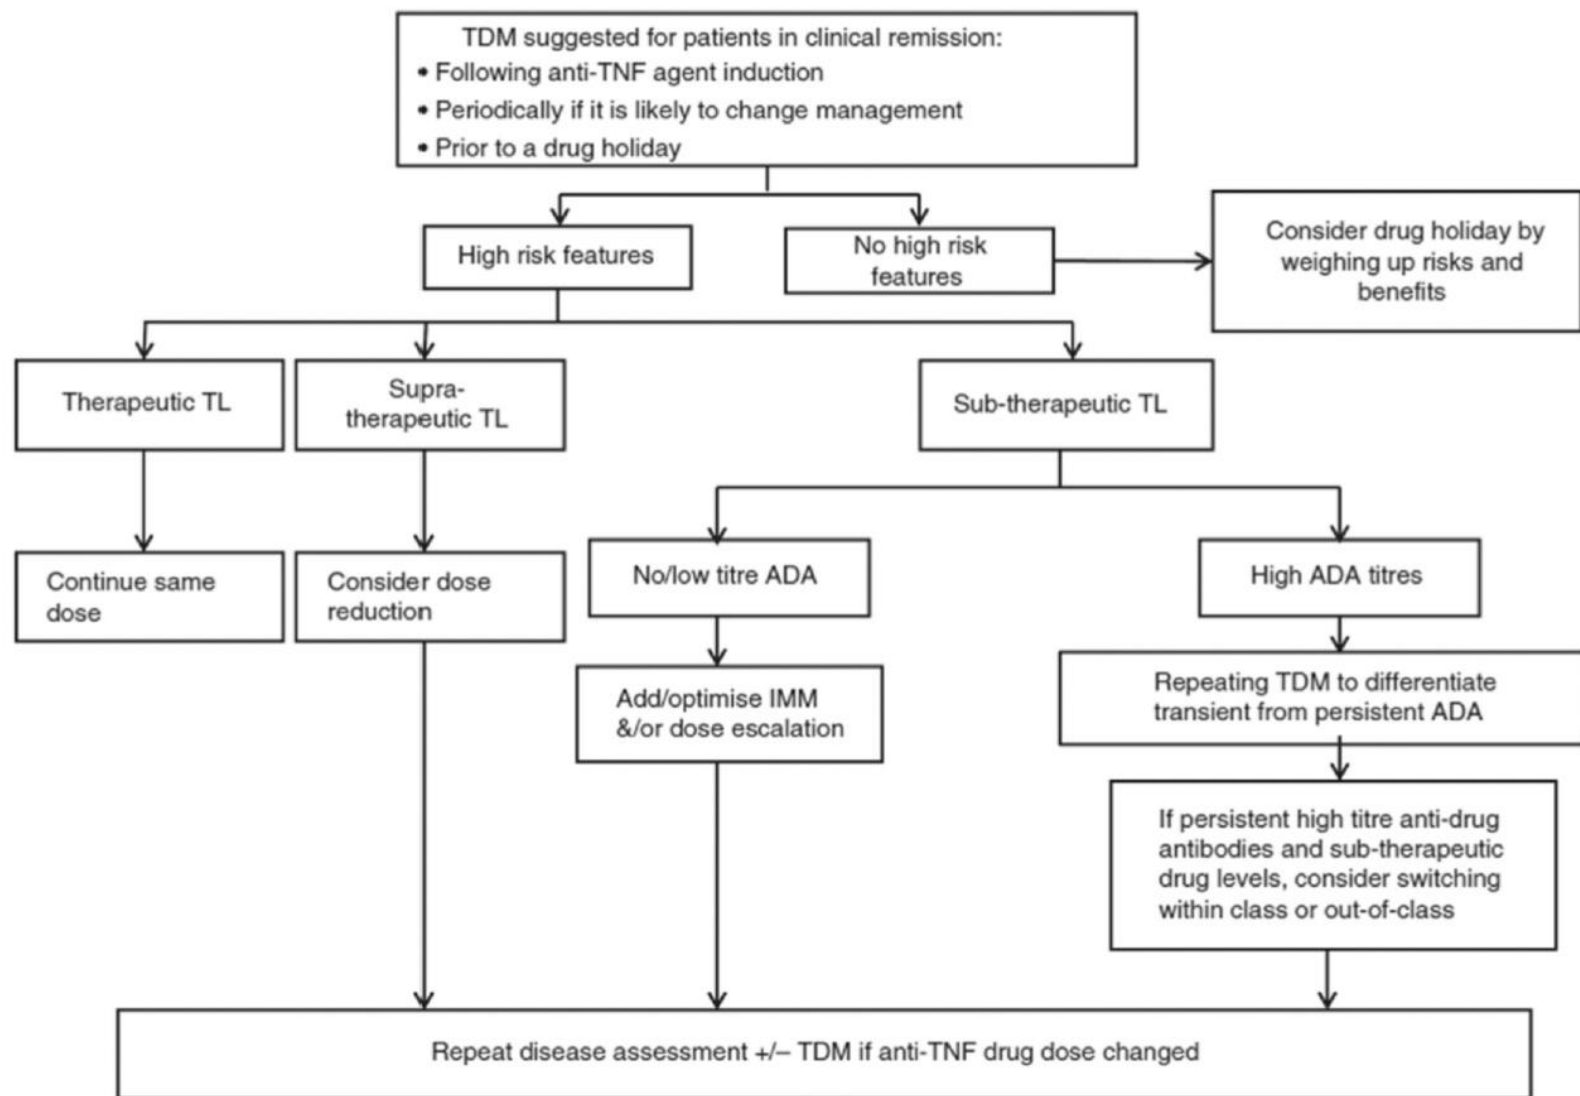 TDM suggested for patients in clinical remission:
• Following anti-TNF agent induction
• Periodically if it is likely to change management
• Prior to a drug holiday
High risk features
No high risk
features
Consider drug holiday by
weighing up risks and
benefits
Therapeutic TL
Supra-
therapeutic TL
Sub-therapeutic TL
Continue same
dose
Consider dose
reduction
No/low titre ADA
High ADA titres
Add/optimise IMM
&/or dose escalation
Repeating TDM to differentiate
transient from persistent ADA
If persistent high titre anti-drug
antibodies and sub-therapeutic
drug levels, consider switching
within class or out-of-class
Repeat disease assessment +/– TDM if anti-TNF drug dose changed